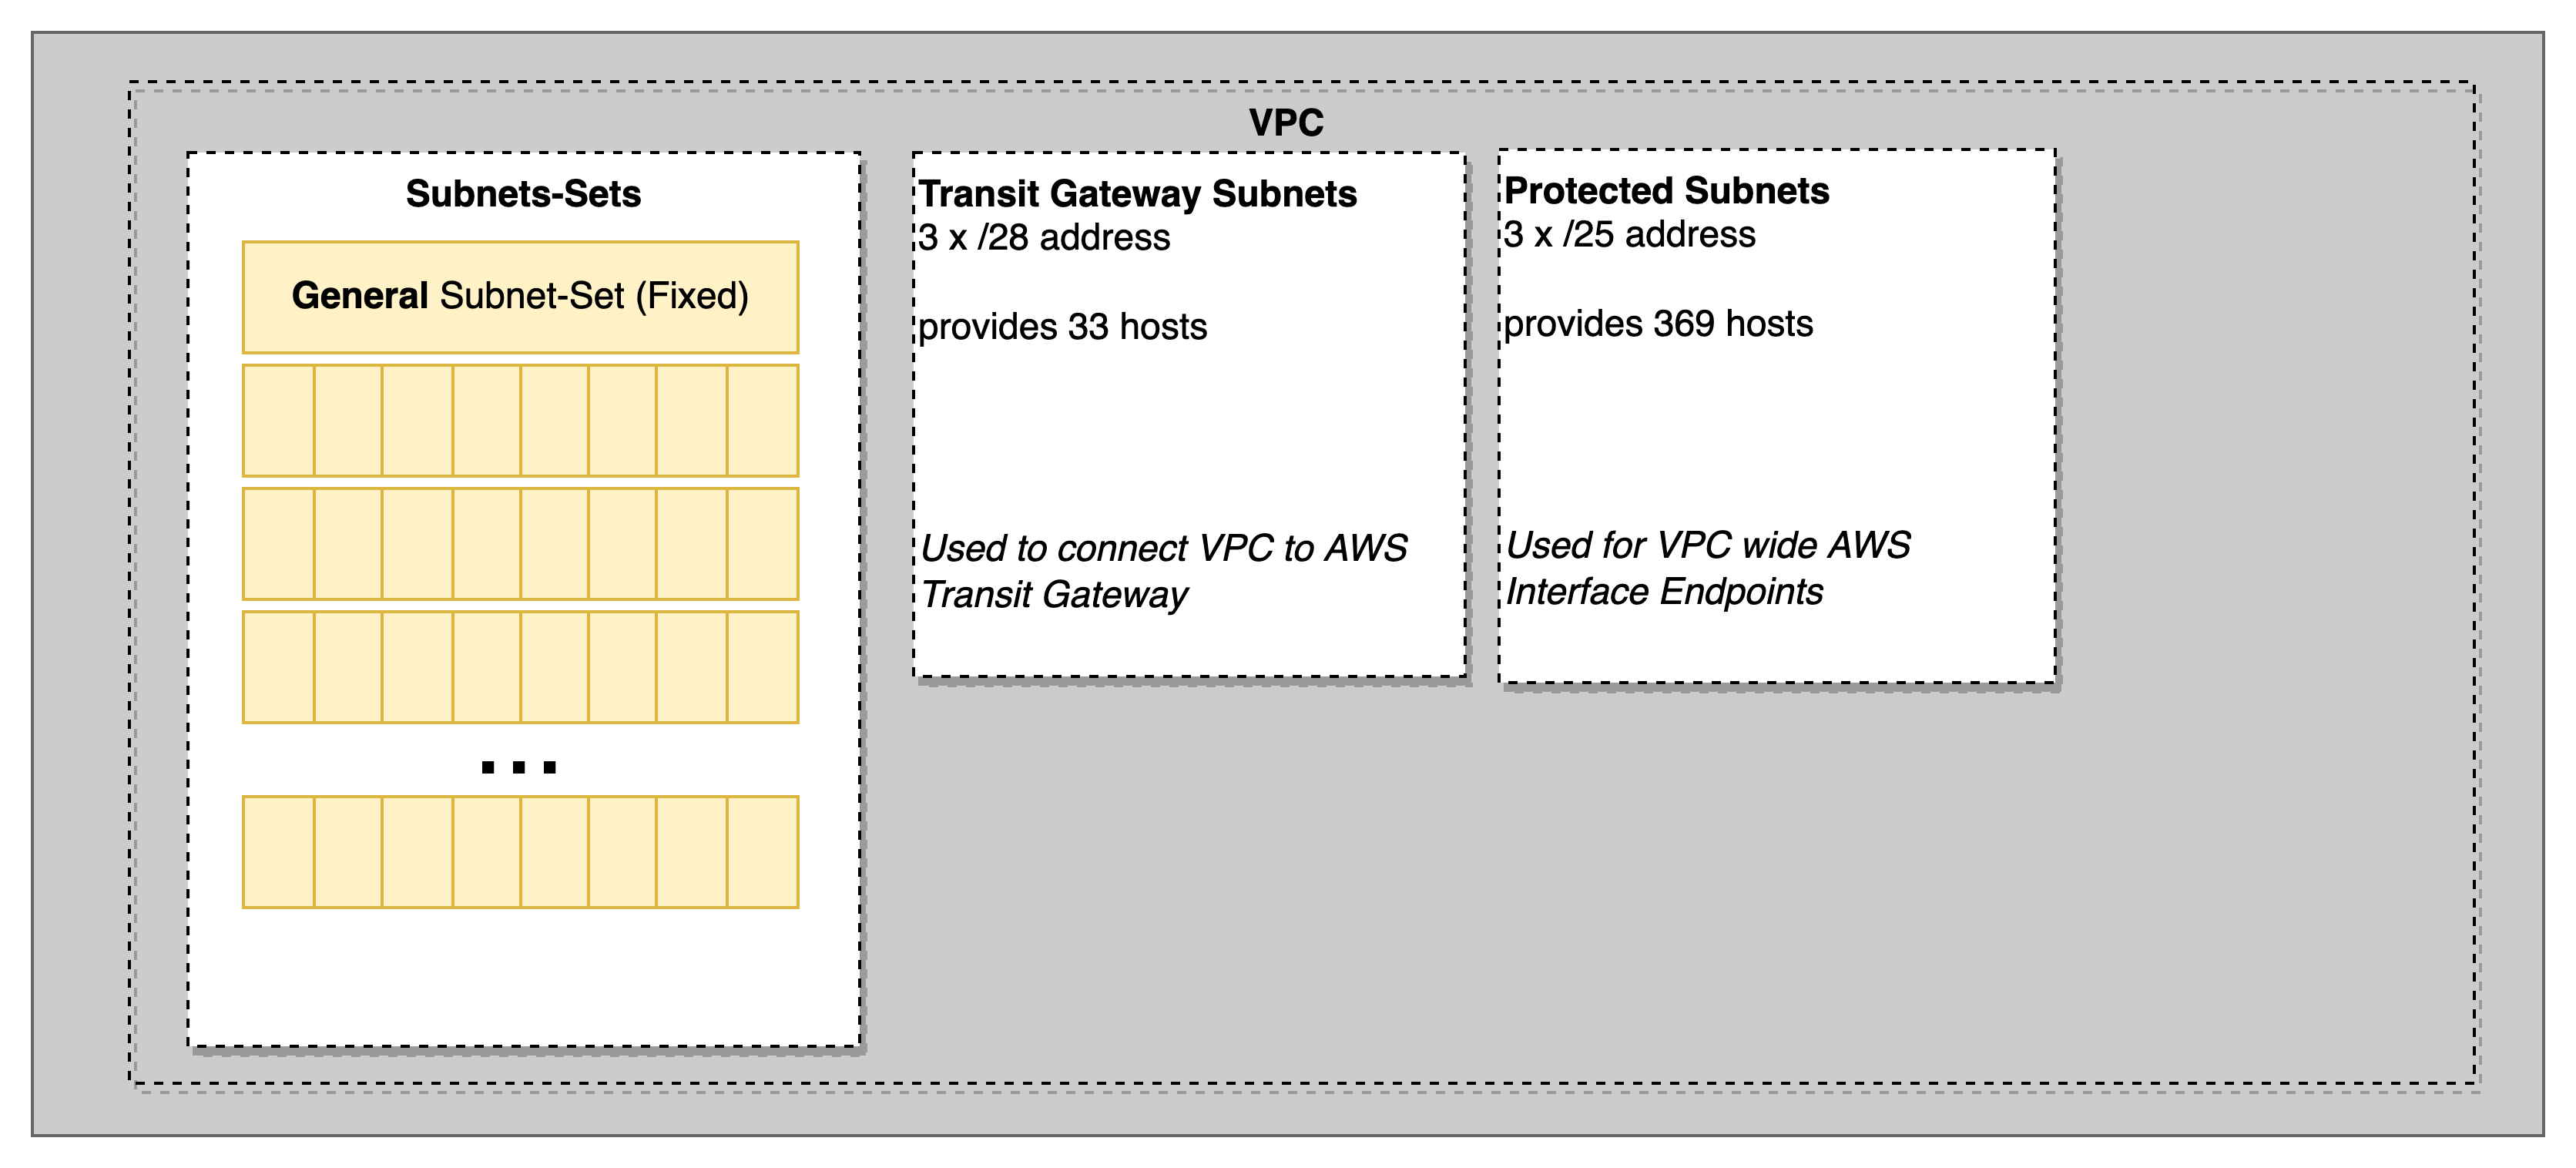 VPC
Subnets-Sets
General Subnet-Set (Fixed)
...
Transit Gateway Subnets
3 x /28 address
provides 33 hosts
Used to connect VPC to AWS
Transit Gateway
Protected Subnets
3 x /25 address
provides 369 hosts
Used for VPC wide AWS
Interface Endpoints